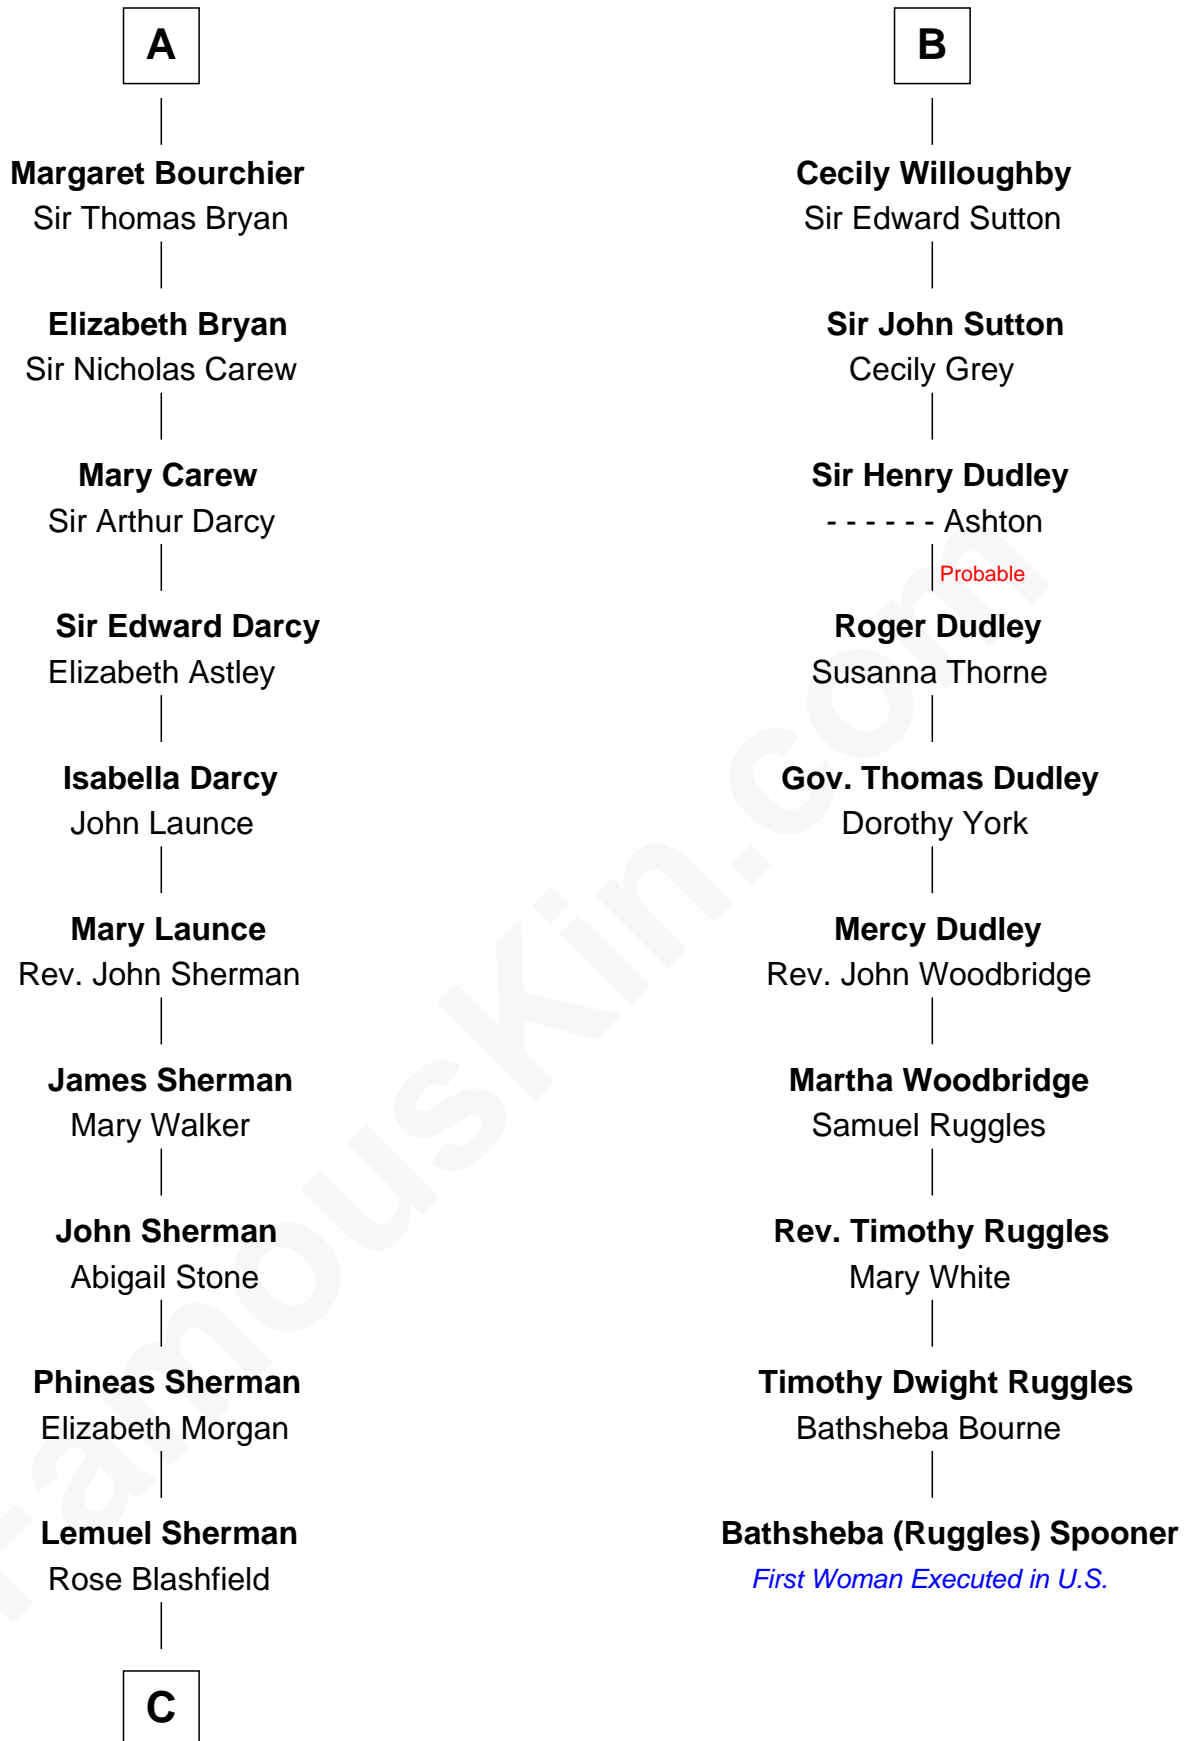 A
Margaret Bourchier
Sir Thomas Bryan
Elizabeth Bryan
Sir Nicholas Carew
Mary Carew
Sir Arthur Darcy
Sir Edward Darcy
Elizabeth Astley
Isabella Darcy
John Launce
Mary Launce
Rev. John Sherman
James Sherman
Mary Walker
John Sherman
Abigail Stone
Phineas Sherman
Elizabeth Morgan
Lemuel Sherman
Rose Blashfield
C
B
Cecily Willoughby
Sir Edward Sutton
Sir John Sutton
Cecily Grey
Sir Henry Dudley
- - - - - - Ashton
Probable
Roger Dudley
Susanna Thorne
Gov. Thomas Dudley
Dorothy York
Mercy Dudley
Rev. John Woodbridge
Martha Woodbridge
Samuel Ruggles
Rev. Timothy Ruggles
Mary White
Timothy Dwight Ruggles
Bathsheba Bourne
Bathsheba (Ruggles) Spooner
First Woman Executed in U.S.
FamousKin.com